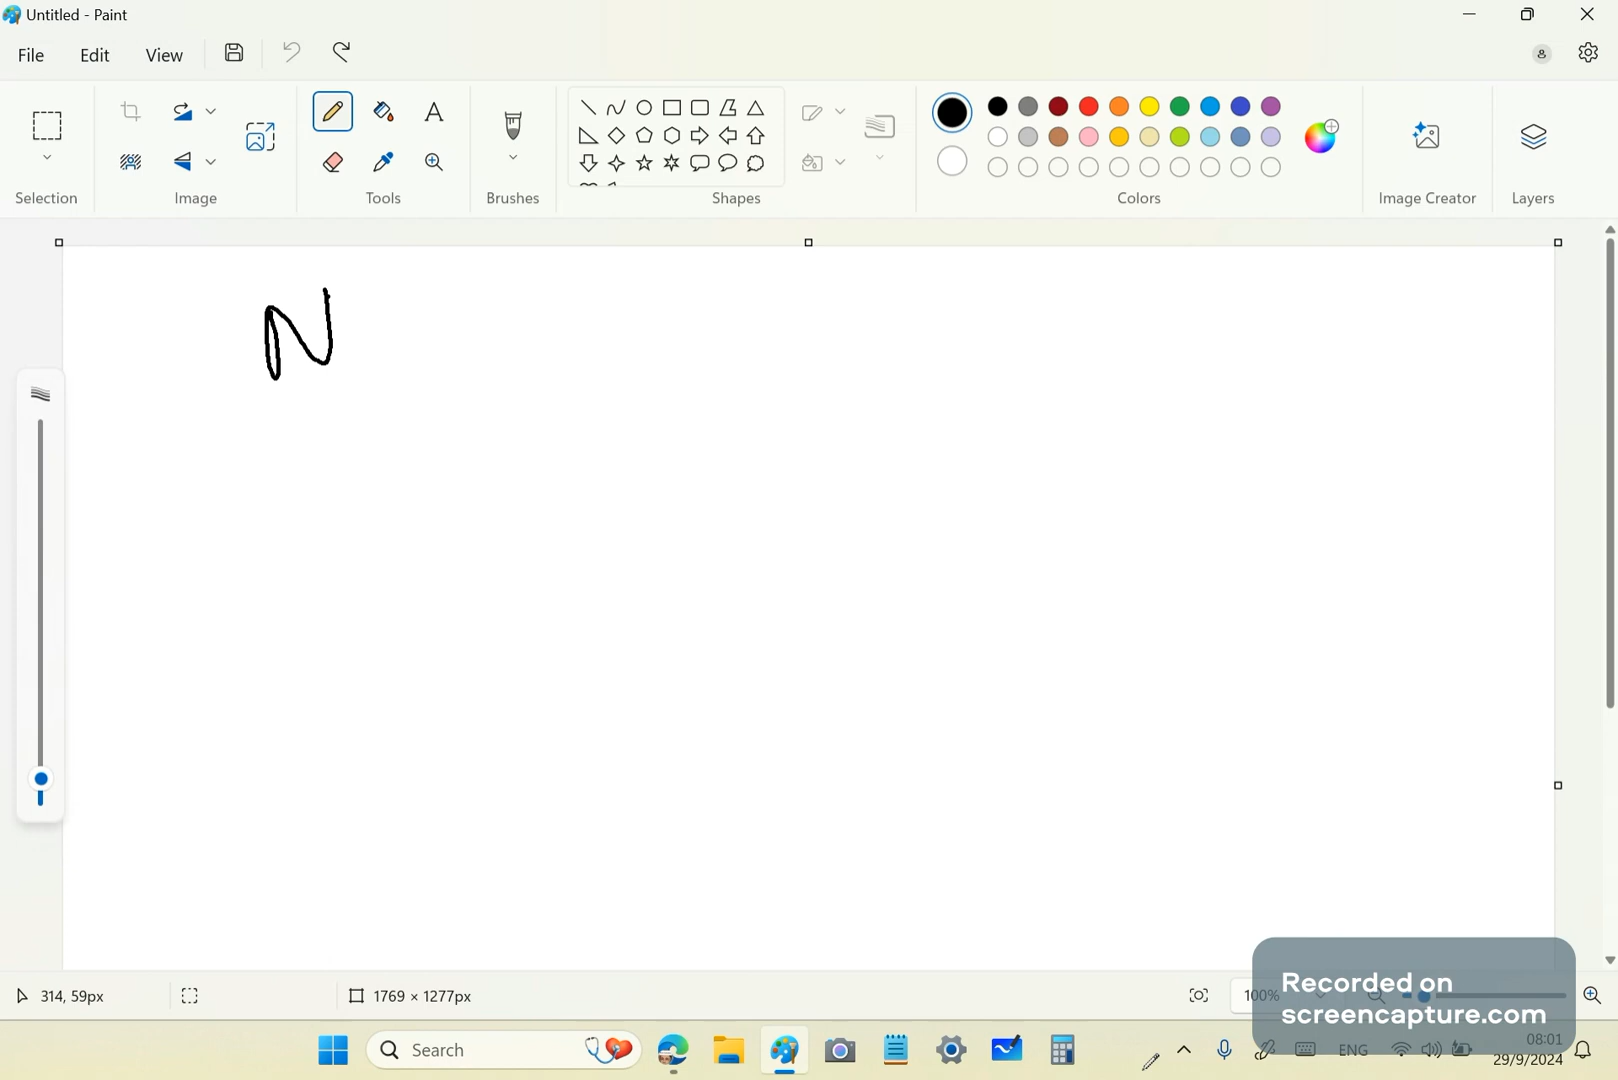 Untitled - Paint
File Edit View
Selection Image Tools Brushes Shapes Colors Image Creator Layers
N
314, 59px 1769 × 1277px 100%
Recorded on
screencapture.com
Search ENG 08:01
29/9/2024